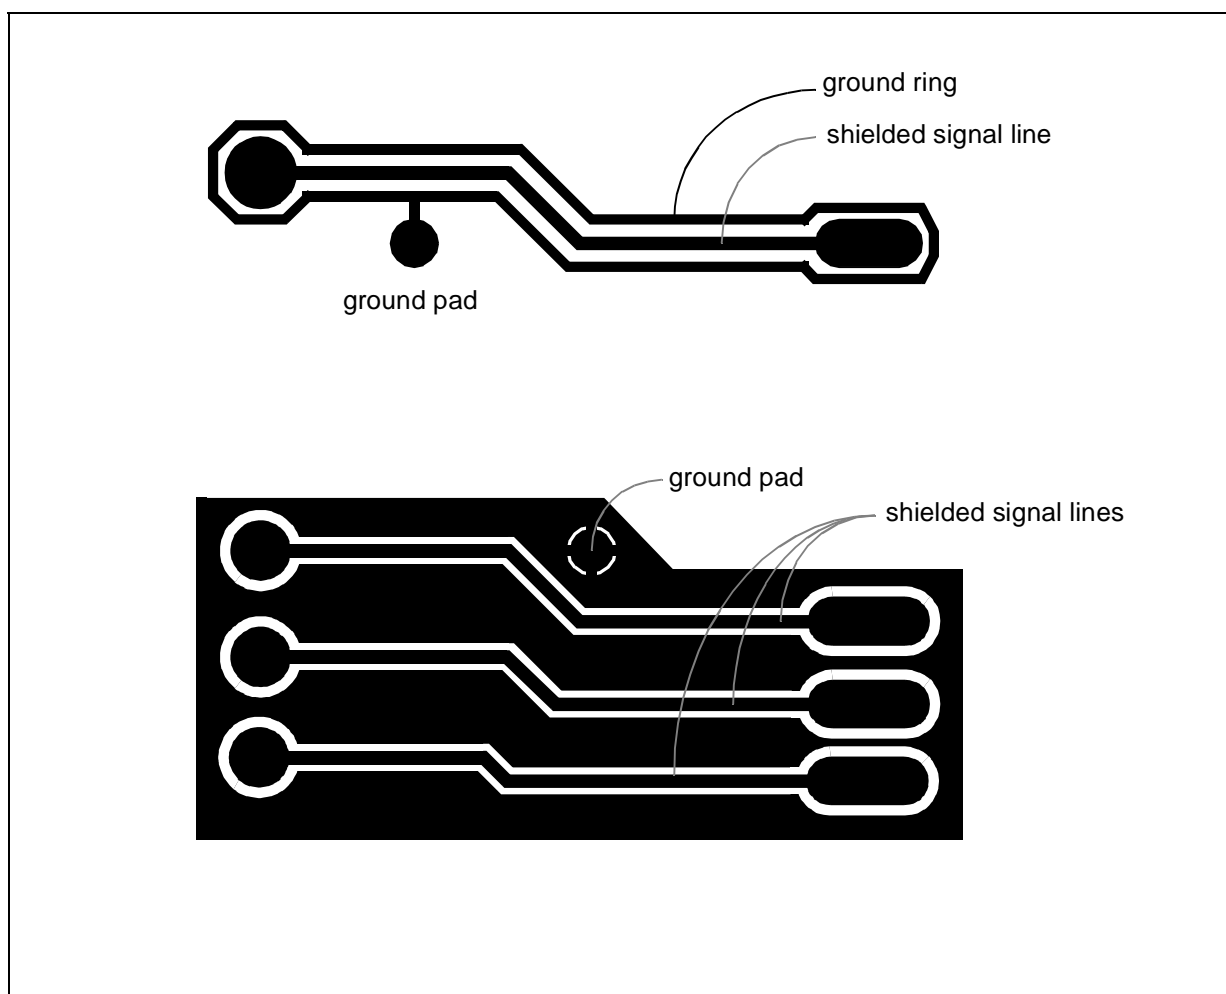 ground ring
shielded signal line
ground pad
ground pad
shielded signal lines